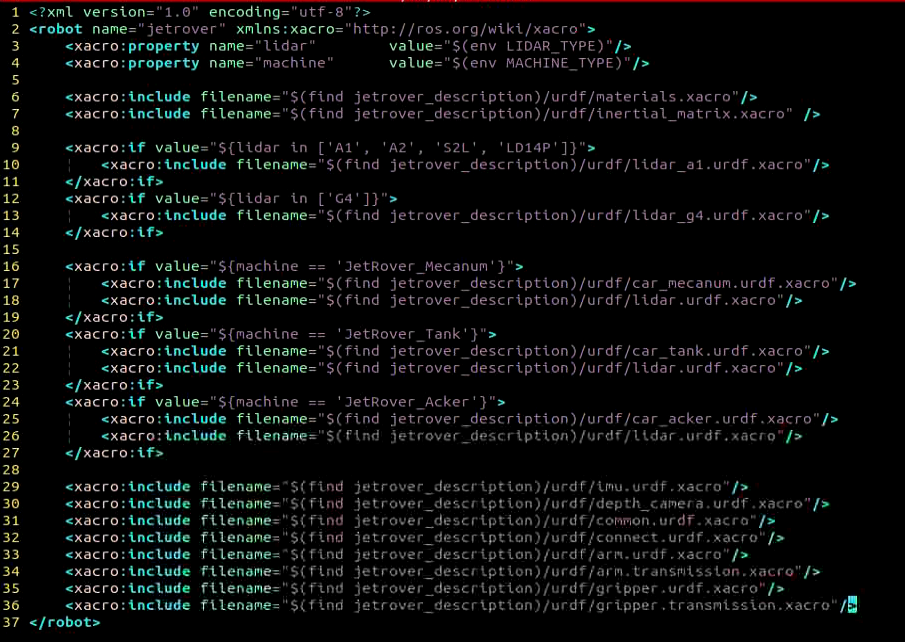 1 <?xml version="1.0" encoding="utf-8"?>
2 <robot name="jetrover" xmlns:xacro="http://ros.org/wiki/xacro">
3     <xacro:property name="lidar"         value="$(env LIDAR_TYPE)"/>
4     <xacro:property name="machine"      value="$(env MACHINE_TYPE)"/>
5
6     <xacro:include filename="$(find jetrover_description)/urdf/materials.xacro"/>
7     <xacro:include filename="$(find jetrover_description)/urdf/inertial_matrix.xacro" />
8
9     <xacro:if value="${lidar in ['A1', 'A2', 'S2L', 'LD14P']}">
10         <xacro:include filename="$(find jetrover_description)/urdf/lidar_a1.urdf.xacro"/>
11     </xacro:if>
12     <xacro:if value="${lidar in ['G4']}">
13         <xacro:include filename="$(find jetrover_description)/urdf/lidar_g4.urdf.xacro"/>
14     </xacro:if>
15
16     <xacro:if value="${machine == 'JetRover_Mecanum'}">
17         <xacro:include filename="$(find jetrover_description)/urdf/car_mecanum.urdf.xacro"/>
18         <xacro:include filename="$(find jetrover_description)/urdf/lidar.urdf.xacro"/>
19     </xacro:if>
20     <xacro:if value="${machine == 'JetRover_Tank'}">
21         <xacro:include filename="$(find jetrover_description)/urdf/car_tank.urdf.xacro"/>
22         <xacro:include filename="$(find jetrover_description)/urdf/lidar.urdf.xacro"/>
23     </xacro:if>
24     <xacro:if value="${machine == 'JetRover_Acker'}">
25         <xacro:include filename="$(find jetrover_description)/urdf/car_acker.urdf.xacro"/>
26         <xacro:include filename="$(find jetrover_description)/urdf/lidar.urdf.xacro"/>
27     </xacro:if>
28
29     <xacro:include filename="$(find jetrover_description)/urdf/imu.urdf.xacro"/>
30     <xacro:include filename="$(find jetrover_description)/urdf/depth_camera.urdf.xacro"/>
31     <xacro:include filename="$(find jetrover_description)/urdf/common.urdf.xacro"/>
32     <xacro:include filename="$(find jetrover_description)/urdf/connect.urdf.xacro"/>
33     <xacro:include filename="$(find jetrover_description)/urdf/arm.urdf.xacro"/>
34     <xacro:include filename="$(find jetrover_description)/urdf/arm.transmission.xacro"/>
35     <xacro:include filename="$(find jetrover_description)/urdf/gripper.urdf.xacro"/>
36     <xacro:include filename="$(find jetrover_description)/urdf/gripper.transmission.xacro"/>
37 </robot>